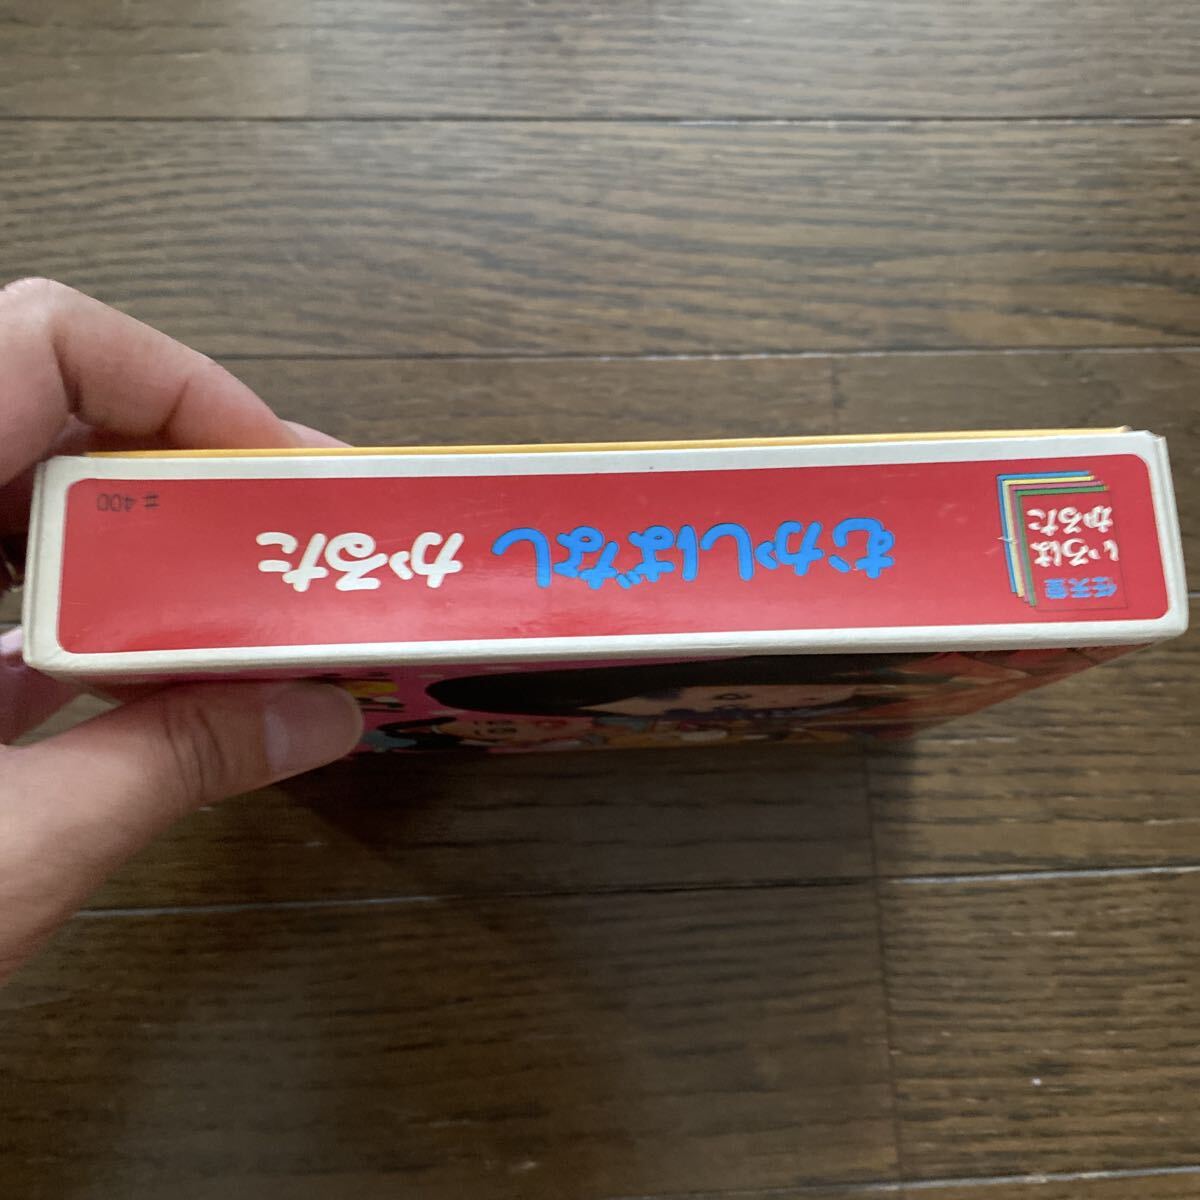 任天堂
いろは
かるた
むかしばなし かるた
#400